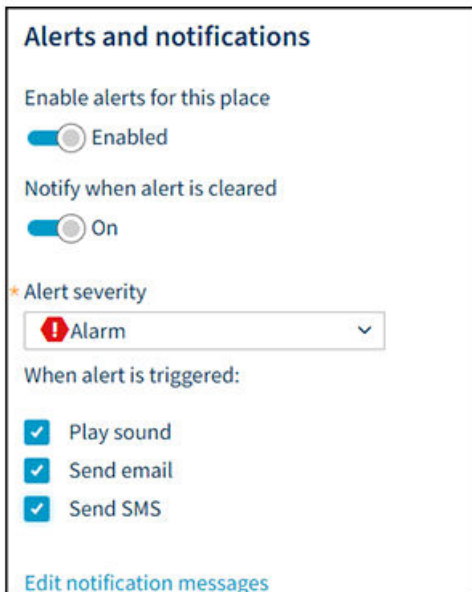 Alerts and notifications
Enable alerts for this place
Enabled
Notify when alert is cleared
On
* Alert severity
! Alarm
When alert is triggered:
Play sound
Send email
Send SMS
Edit notification messages